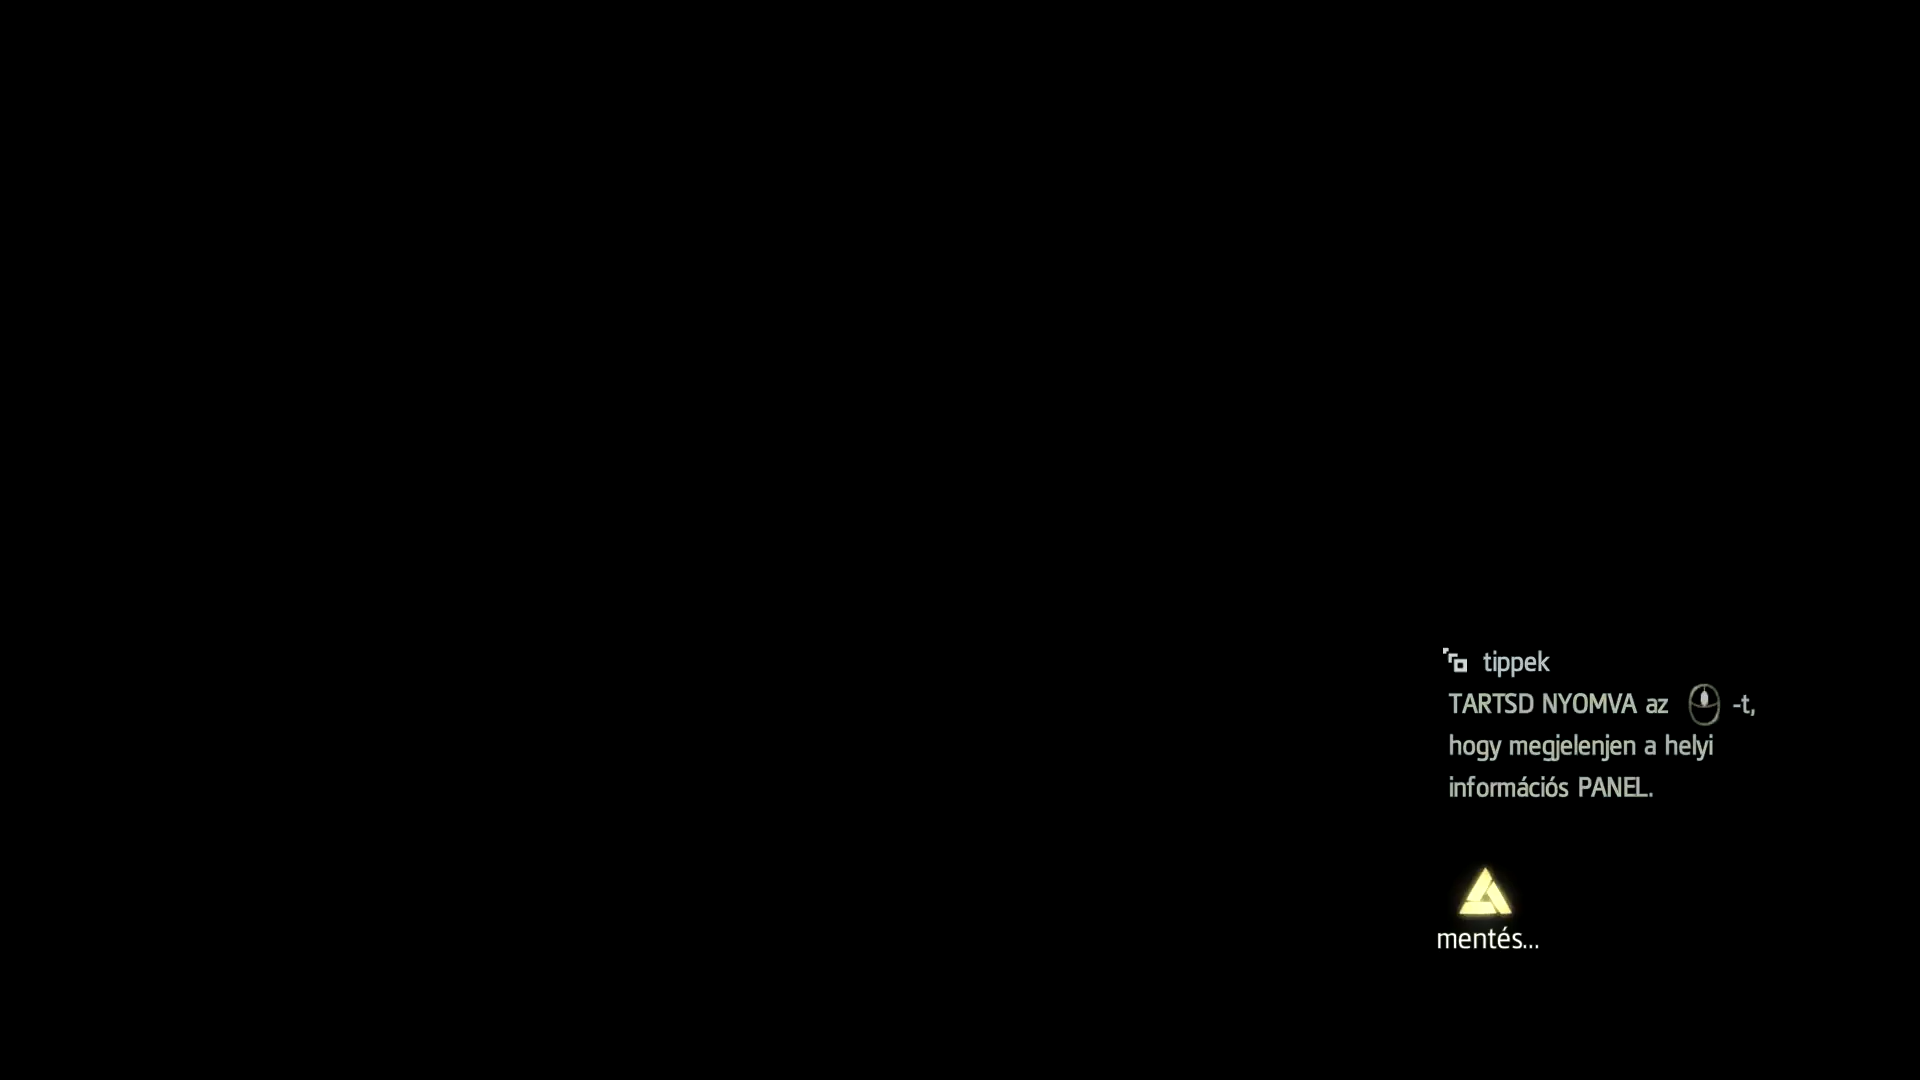 tippek
TARTSD NYOMVA az -t,
hogy megjelenjen a helyi
információs PANEL.
mentés...